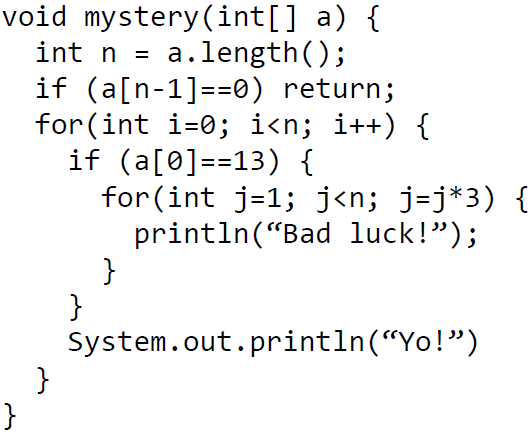 void mystery(int[] a) {
  int n = a.length();
  if (a[n-1]==0) return;
  for(int i=0; i<n; i++) {
    if (a[0]==13) {
      for(int j=1; j<n; j=j*3) {
        println(“Bad luck!”);
      }
    }
    System.out.println(“Yo!”)
  }
}